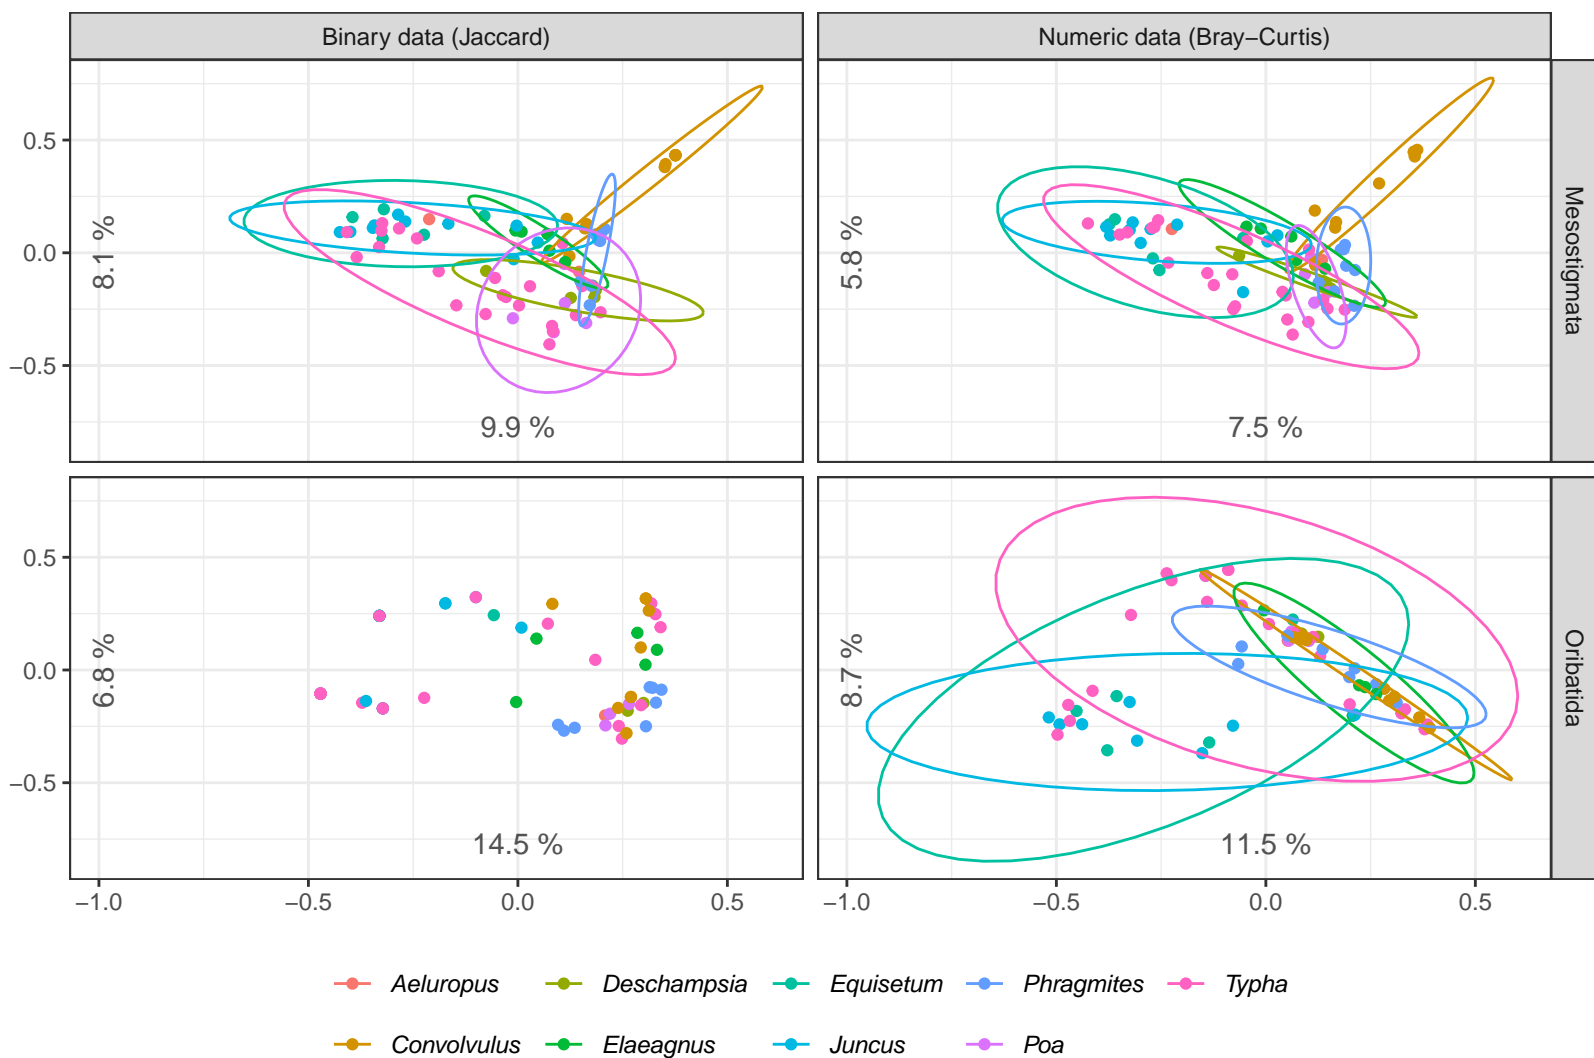 Binary data (Jaccard)
Numeric data (Bray−Curtis)
0.5
0.0
−0.5
8.1 %
9.9 %
5.8 %
7.5 %
Mesostigmata
0.5
0.0
−0.5
6.8 %
14.5 %
8.7 %
11.5 %
Oribatida
−1.0
−0.5
0.0
0.5
−1.0
−0.5
0.0
0.5
Aeluropus
Deschampsia
Equisetum
Phragmites
Typha
Convolvulus
Elaeagnus
Juncus
Poa